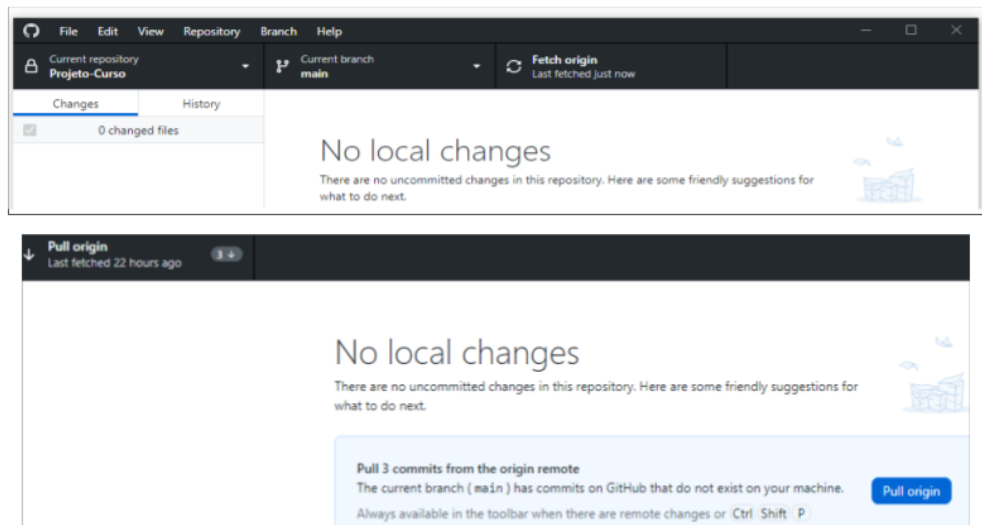 File Edit View Repository Branch Help
Current repository
Projeto-Curso
Current branch
main
Fetch origin
Last fetched just now
Changes History
0 changed files
No local changes
There are no uncommitted changes in this repository. Here are some friendly suggestions for
what to do next.
Pull origin
Last fetched 22 hours ago
3
No local changes
There are no uncommitted changes in this repository. Here are some friendly suggestions for
what to do next.
Pull 3 commits from the origin remote
The current branch ( main ) has commits on GitHub that do not exist on your machine.
Pull origin
Always available in the toolbar when there are remote changes or Ctrl Shift P